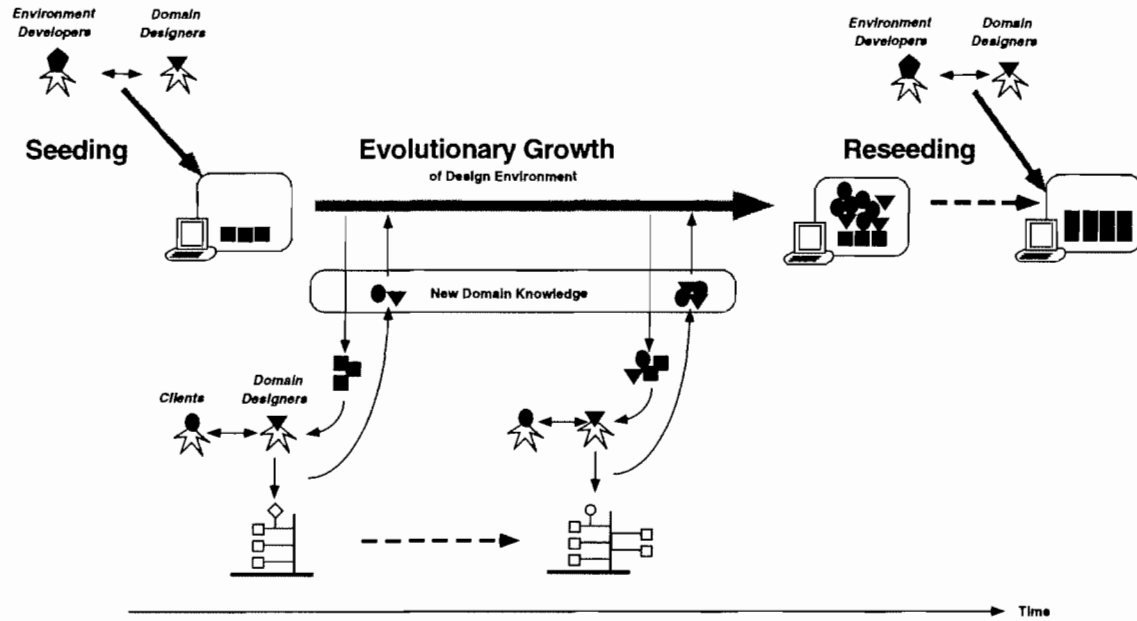 Environment
Developers
Domain
Designers
Environment
Developers
Domain
Designers
Seeding
Evolutionary Growth
of Design Environment
Reseeding
New Domain Knowledge
Clients
Domain
Designers
Time